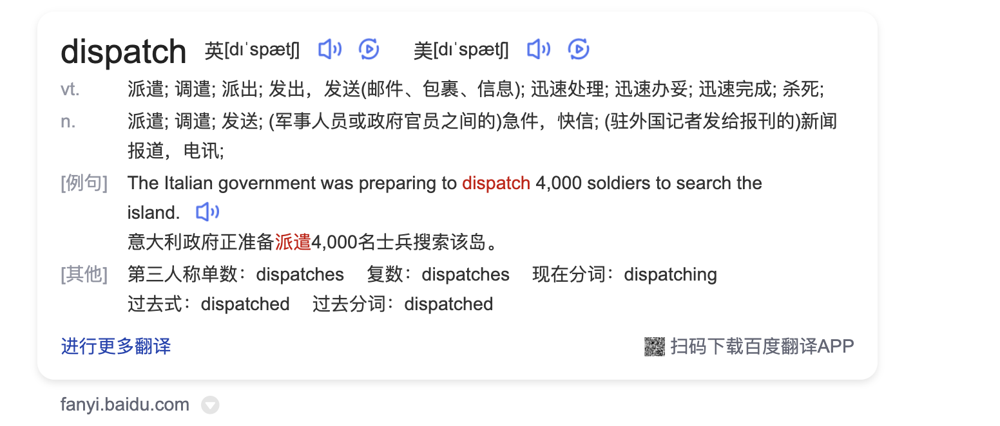 dispatch 英[dɪˈspætʃ] 美[dɪˈspætʃ]
vt. 派遣; 调遣; 派出; 发出，发送(邮件、包裹、信息); 迅速处理; 迅速办妥; 迅速完成; 杀死;
n. 派遣; 调遣; 发送; (军事人员或政府官员之间的)急件，快信; (驻外国记者发给报刊的)新闻
报道，电讯;
[例句] The Italian government was preparing to dispatch 4,000 soldiers to search the
island.
意大利政府正准备派遣4,000名士兵搜索该岛。
[其他] 第三人称单数：dispatches 复数：dispatches 现在分词：dispatching
过去式：dispatched 过去分词：dispatched
进行更多翻译 扫码下载百度翻译APP
fanyi.baidu.com